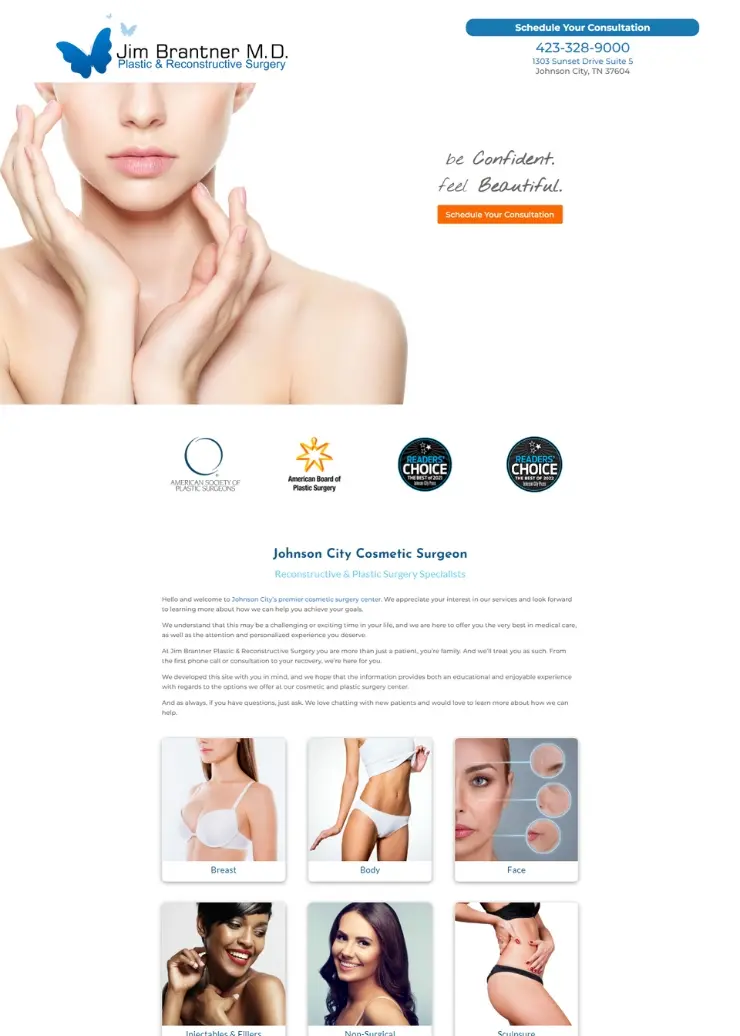 Schedule Your Consultation
Jim Brantner M.D.
Plastic & Reconstructive Surgery
423-328-9000
1303 Sunset Drive Suite 5
Johnson City, TN 37604
be Confident.
feel Beautiful.
Schedule Your Consultation
AMERICAN SOCIETY OF
PLASTIC SURGEONS
American Board of
Plastic Surgery
READERS'
CHOICE
THE BEST of 2021
Johnson City Press
READERS'
CHOICE
THE BEST of 2022
Johnson City Press
Johnson City Cosmetic Surgeon
Reconstructive & Plastic Surgery Specialists
Hello and welcome to Johnson City's premier cosmetic surgery center. We appreciate your interest in our services and look forward
to learning more about how we can help you achieve your goals.
We understand that this may be a challenging or exciting time in your life, and we are here to offer you the very best in medical care,
as well as the attention and personalized experience you deserve.
At Jim Brantner Plastic & Reconstructive Surgery you are more than just a patient, you're family. And we'll treat you as such. From
the first phone call or consultation to your recovery, we're here for you.
We developed this site with you in mind, and we hope that the information provides both an educational and enjoyable experience
with regards to the options we offer at our cosmetic and plastic surgery center.
And as always, if you have questions, just ask. We love chatting with new patients and would love to learn more about how we can
help.
Breast
Body
Face
Injectables & Fillers
Non-Surgical
Sculpsure